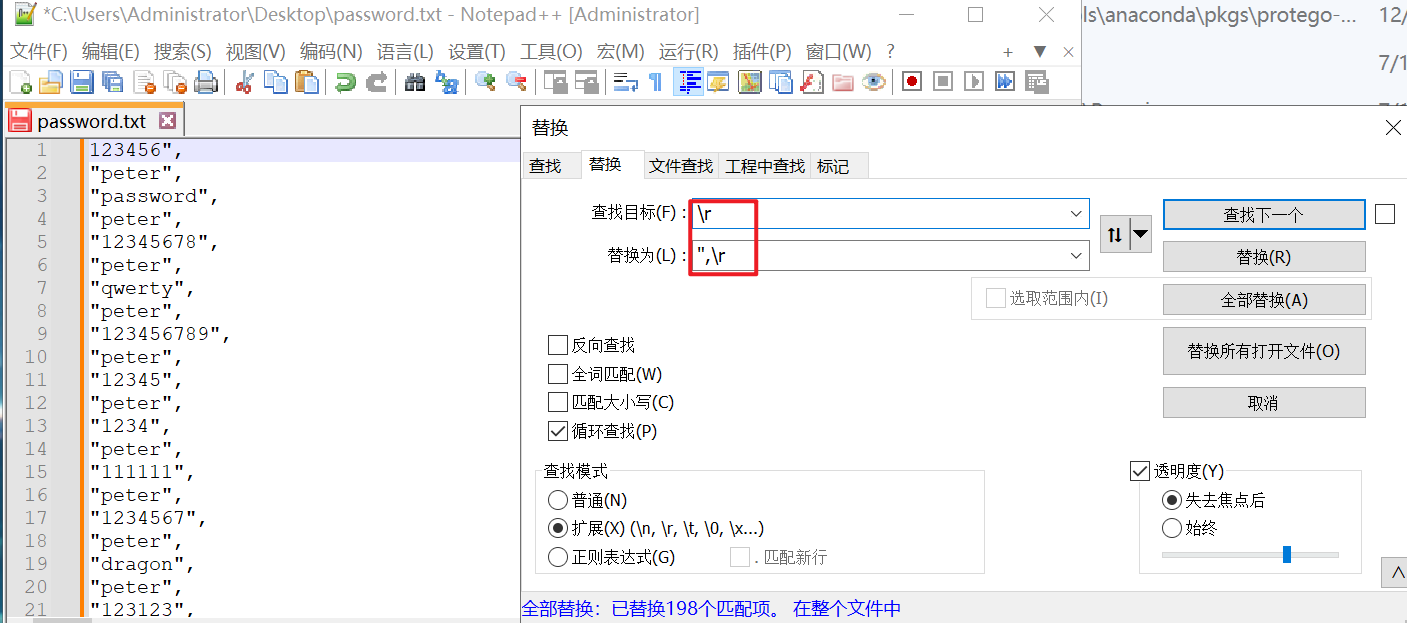 *C:\Users\Administrator\Desktop\password.txt - Notepad++ [Administrator]
ls\anaconda\pkgs\protego-... 12/
文件(F) 编辑(E) 搜索(S) 视图(V) 编码(N) 语言(L) 设置(T) 工具(O) 宏(M) 运行(R) 插件(P) 窗口(W) ? + ▼ ×
7/1
password.txt
1 123456",
2 "peter",
3 "password",
4 "peter",
5 "12345678",
6 "peter",
7 "qwerty",
8 "peter",
9 "123456789",
10 "peter",
11 "12345",
12 "peter",
13 "1234",
14 "peter",
15 "111111",
16 "peter",
17 "1234567",
18 "peter",
19 "dragon",
20 "peter",
21 "123123",
替换
查找 替换 文件查找 工程中查找 标记
查找目标(F) : \r
查找下一个
替换为(L) : ",\r
替换(R)
选取范围内(I)
全部替换(A)
反向查找
替换所有打开文件(O)
全词匹配(W)
匹配大小写(C)
取消
循环查找(P)
查找模式
透明度(Y)
普通(N)
失去焦点后
扩展(X) (\n, \r, \t, \0, \x...)
始终
正则表达式(G)
. 匹配新行
全部替换: 已替换198个匹配项。 在整个文件中